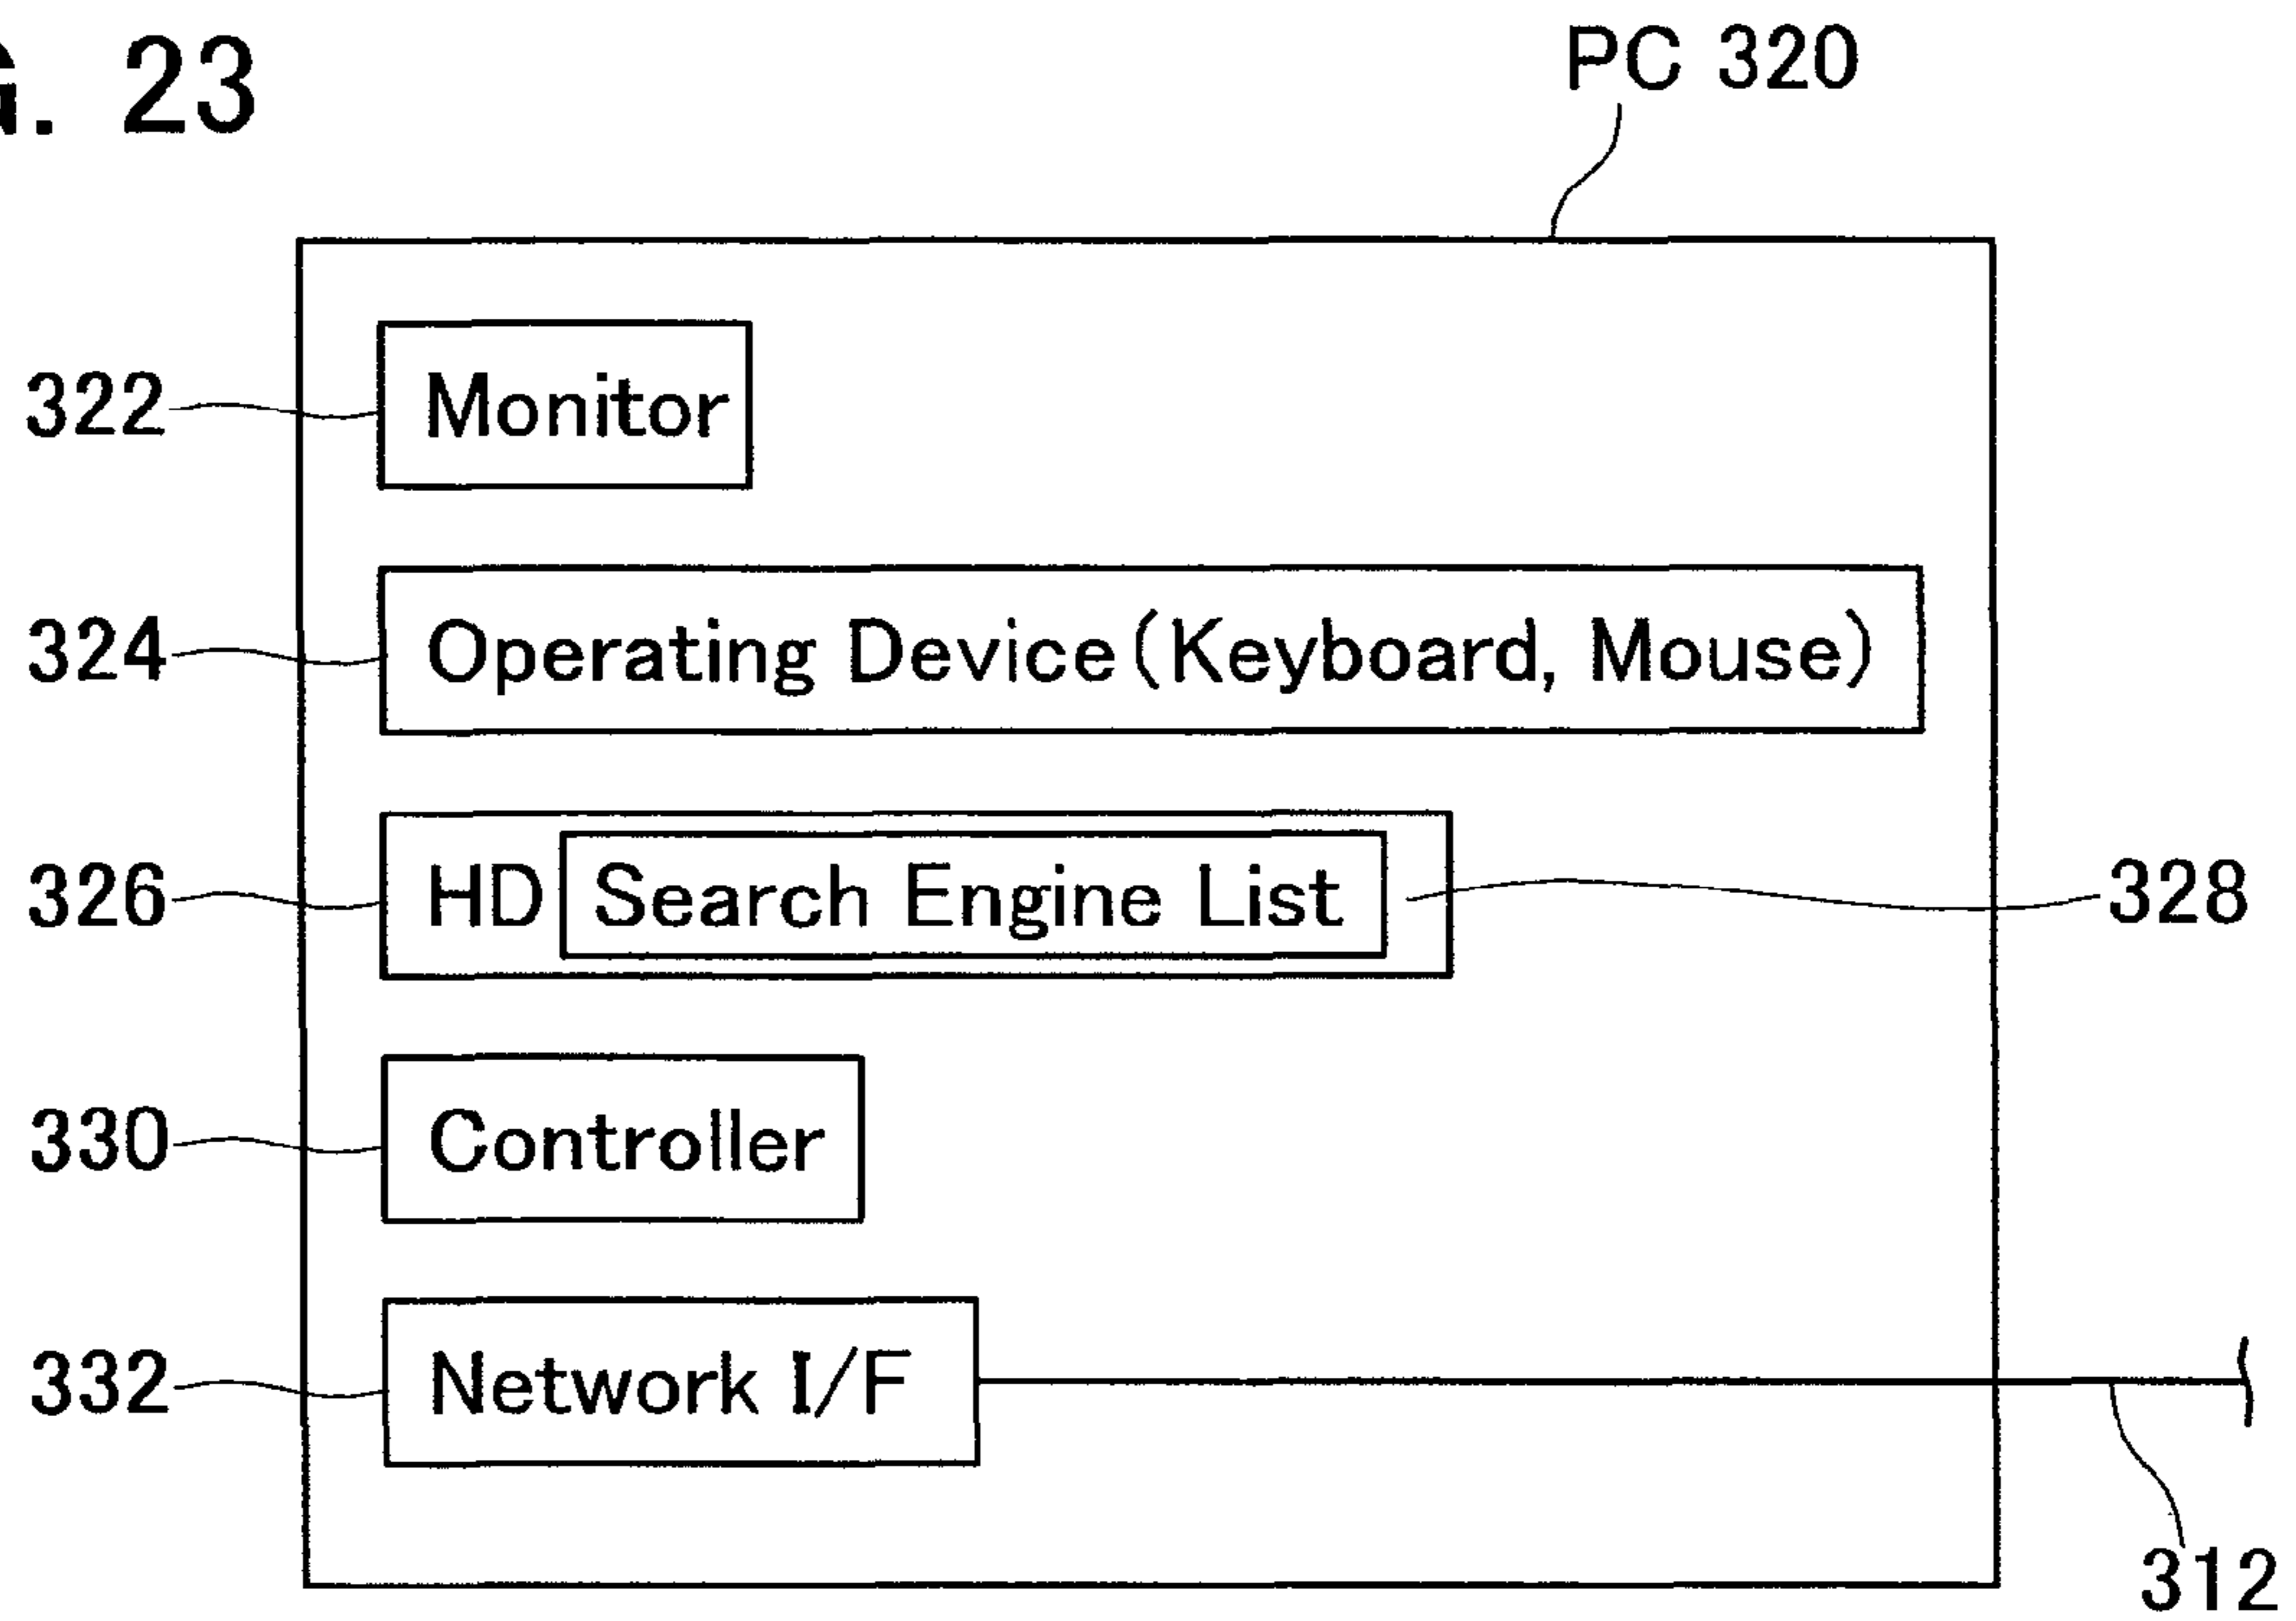 G. 23
PC 320
322 Monitor
324 Operating Device (Keyboard, Mouse)
326 HD Search Engine List 328
330 Controller
332 Network I/F
312